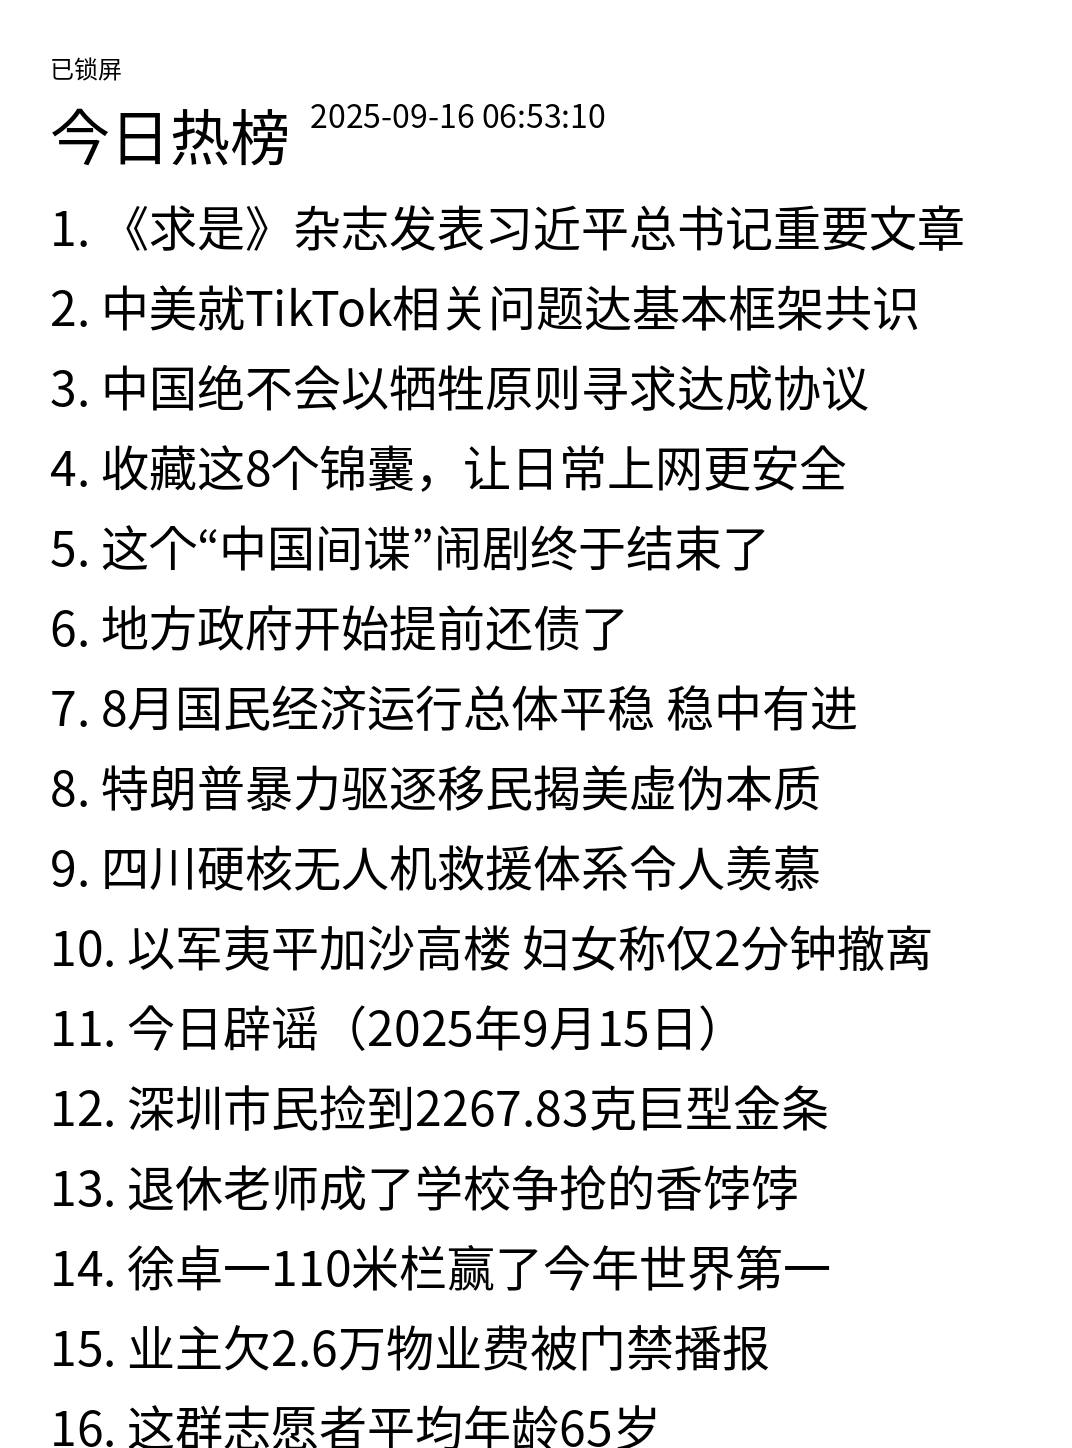 已锁屏
今日热榜 2025-09-16 06:53:10
1. 《求是》杂志发表习近平总书记重要文章
2. 中美就TikTok相关问题达基本框架共识
3. 中国绝不会以牺牲原则寻求达成协议
4. 收藏这8个锦囊，让日常上网更安全
5. 这个“中国间谍”闹剧终于结束了
6. 地方政府开始提前还债了
7. 8月国民经济运行总体平稳 稳中有进
8. 特朗普暴力驱逐移民揭美虚伪本质
9. 四川硬核无人机救援体系令人羡慕
10. 以军夷平加沙高楼 妇女称仅2分钟撤离
11. 今日辟谣（2025年9月15日）
12. 深圳市民捡到2267.83克巨型金条
13. 退休老师成了学校争抢的香饽饽
14. 徐卓一110米栏赢了今年世界第一
15. 业主欠2.6万物业费被门禁播报
16. 这群志愿者平均年龄65岁